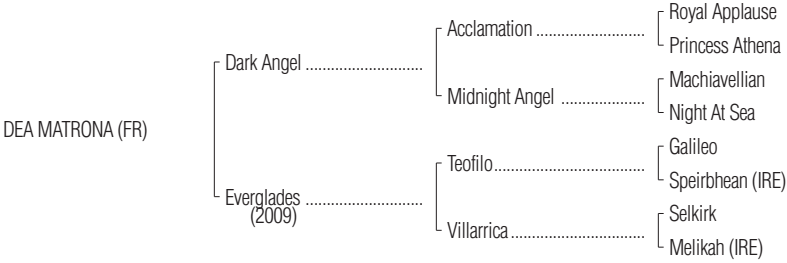 Royal Applause
Acclamation ..........................
Princess Athena
Dark Angel ............................
Machiavellian
Midnight Angel ....................
Night At Sea
DEA MATRONA (FR)
Galileo
Teofilo....................................
Speirbhean (IRE)
Everglades ............................
(2009)
Selkirk
Villarrica ................................
Melikah (IRE)